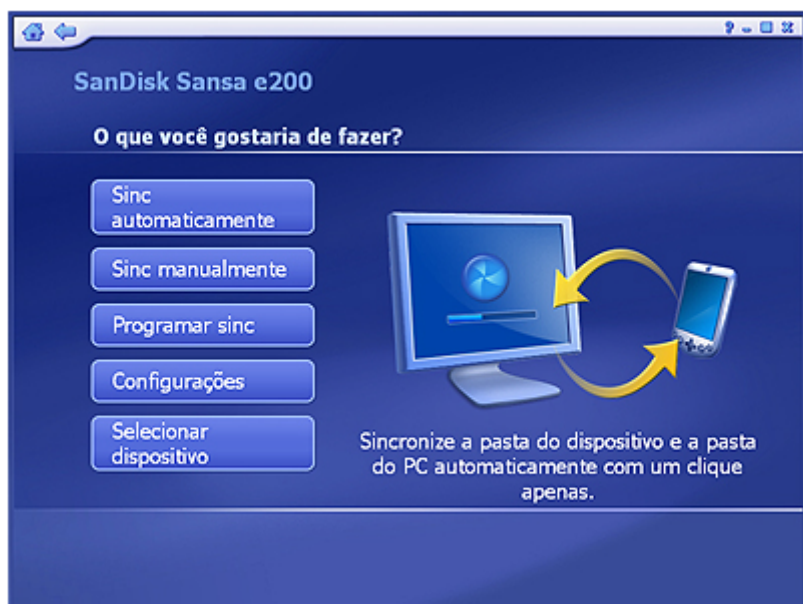 ?
SanDisk Sansa e200
O que você gostaria de fazer?
Sinc
automaticamente
Sinc manualmente
Programar sinc
Configurações
Selecionar
dispositivo
Sincronize a pasta do dispositivo e a pasta
do PC automaticamente com um clique
apenas.